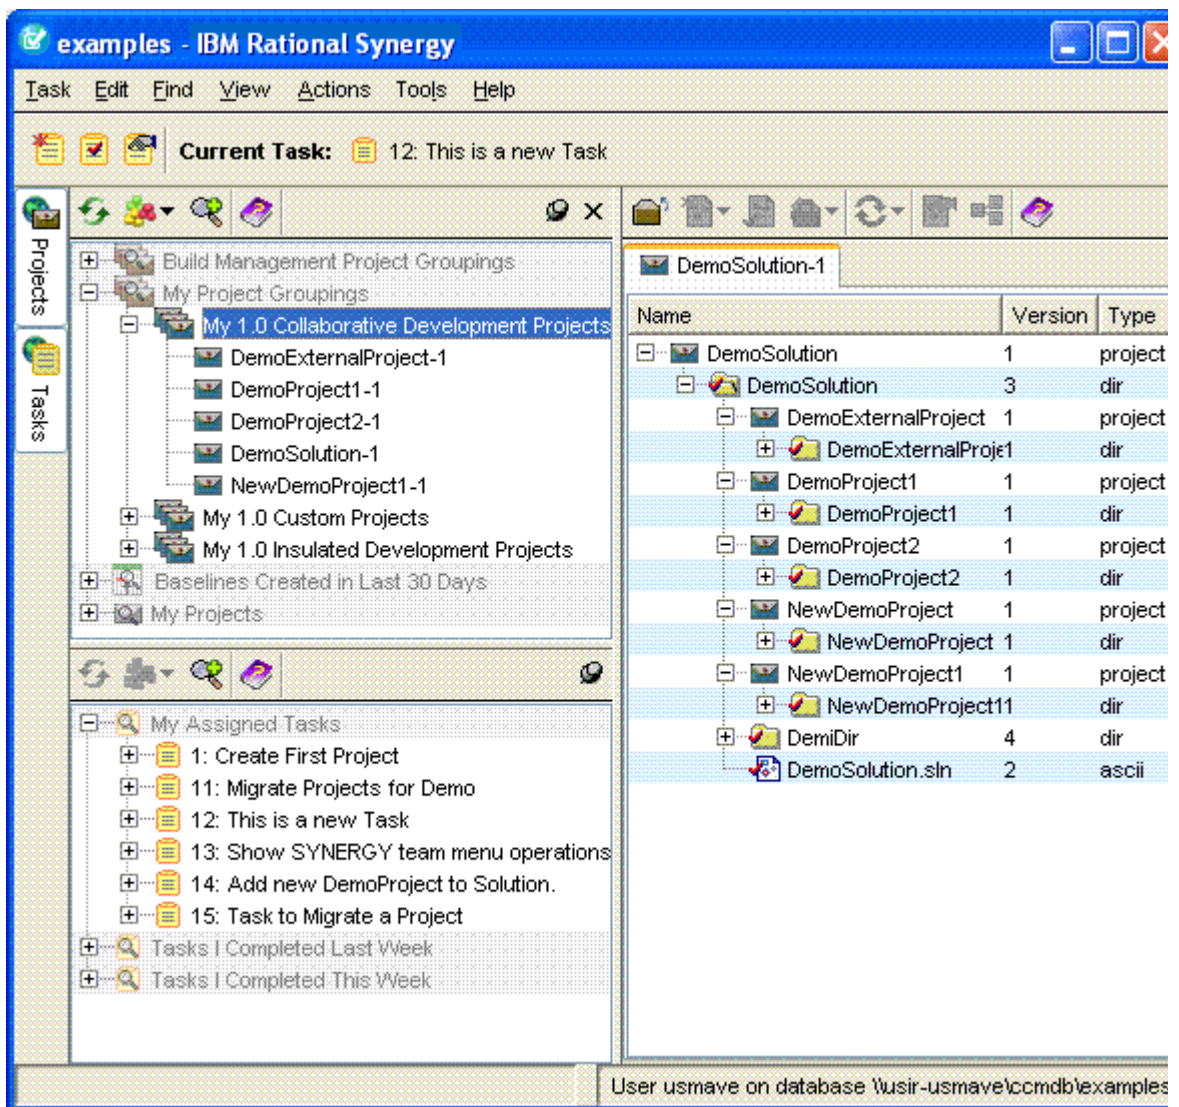 examples - IBM Rational Synergy
Task Edit Find View Actions Tools Help
Current Task: 12: This is a new Task
Projects
Tasks
Build Management Project Groupings
My Project Groupings
My 1.0 Collaborative Development Projects
DemoExternalProject-1
DemoProject1-1
DemoProject2-1
DemoSolution-1
NewDemoProject1-1
My 1.0 Custom Projects
My 1.0 Insulated Development Projects
Baselines Created in Last 30 Days
My Projects
My Assigned Tasks
1: Create First Project
11: Migrate Projects for Demo
12: This is a new Task
13: Show SYNERGY team menu operations
14: Add new DemoProject to Solution.
15: Task to Migrate a Project
Tasks I Completed Last Week
Tasks I Completed This Week
DemoSolution-1
Name Version Type
DemoSolution 1 project
DemoSolution 3 dir
DemoExternalProject 1 project
DemoExternalProje 1 dir
DemoProject1 1 project
DemoProject1 1 dir
DemoProject2 1 project
DemoProject2 1 dir
NewDemoProject 1 project
NewDemoProject 1 dir
NewDemoProject1 1 project
NewDemoProject1 1 dir
DemiDir 4 dir
DemoSolution.sln 2 ascii
User usmave on database \\usir-usmave\ccmdb\examples